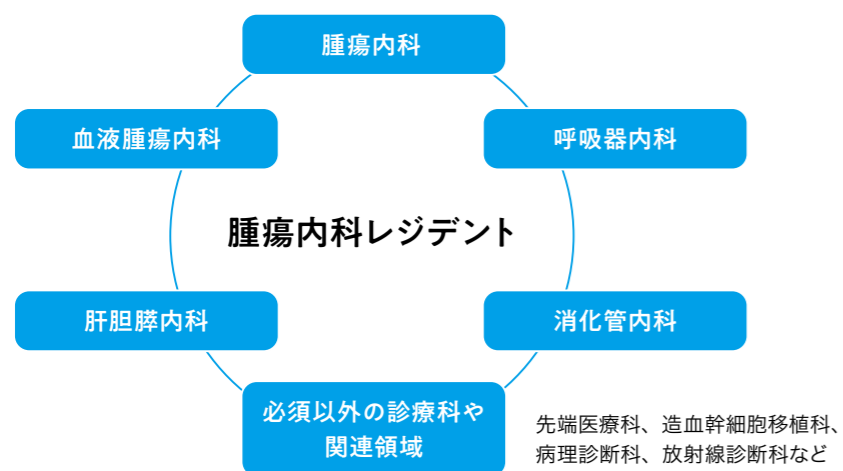 腫瘍内科
血液腫瘍内科
呼吸器内科
腫瘍内科レジデント
肝胆膵内科
消化管内科
必須以外の診療科や
関連領域
先端医療科、造血幹細胞移植科、
病理診断科、放射線診断科など